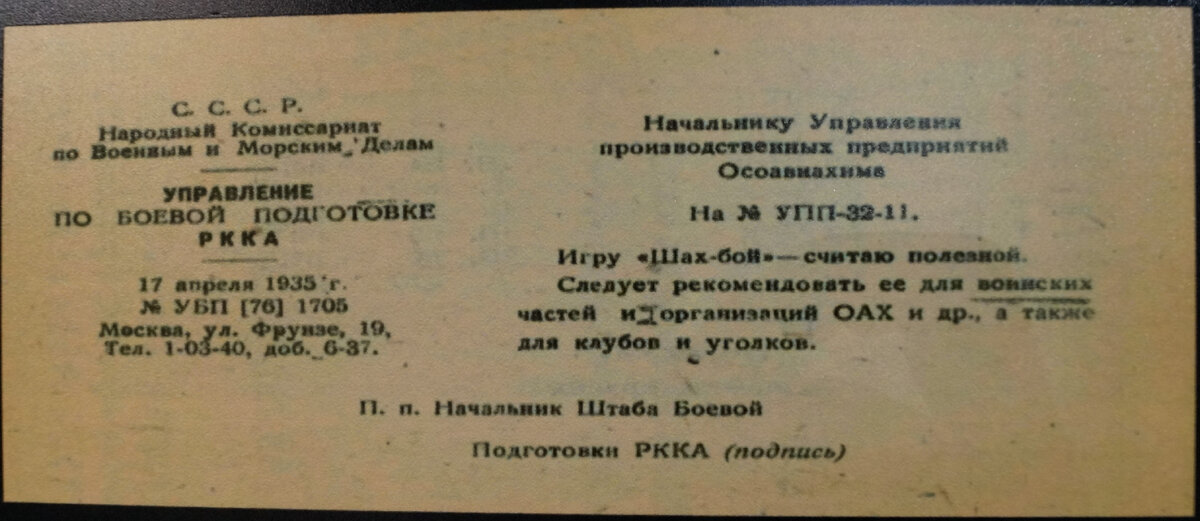 С. С. С. Р.
Народный Комиссариат
по Военным и Морским Делам
УПРАВЛЕНИЕ
ПО БОЕВОЙ ПОДГОТОВКЕ
РККА
17 апреля 1935 г.
№ УБП [76] 1705
Москва, ул. Фрунзе, 19,
Тел. 1-03-40, доб. 6-37.
Начальнику Управления
производственных предприятий
Осоавиахима
На № УПП-32-11.
Игру «Шах-бой»—считаю полезной.
Следует рекомендовать ее для воинских
частей и организаций ОАХ и др., а также
для клубов и уголков.
П. п. Начальник Штаба Боевой
Подготовки РККА (подпись)